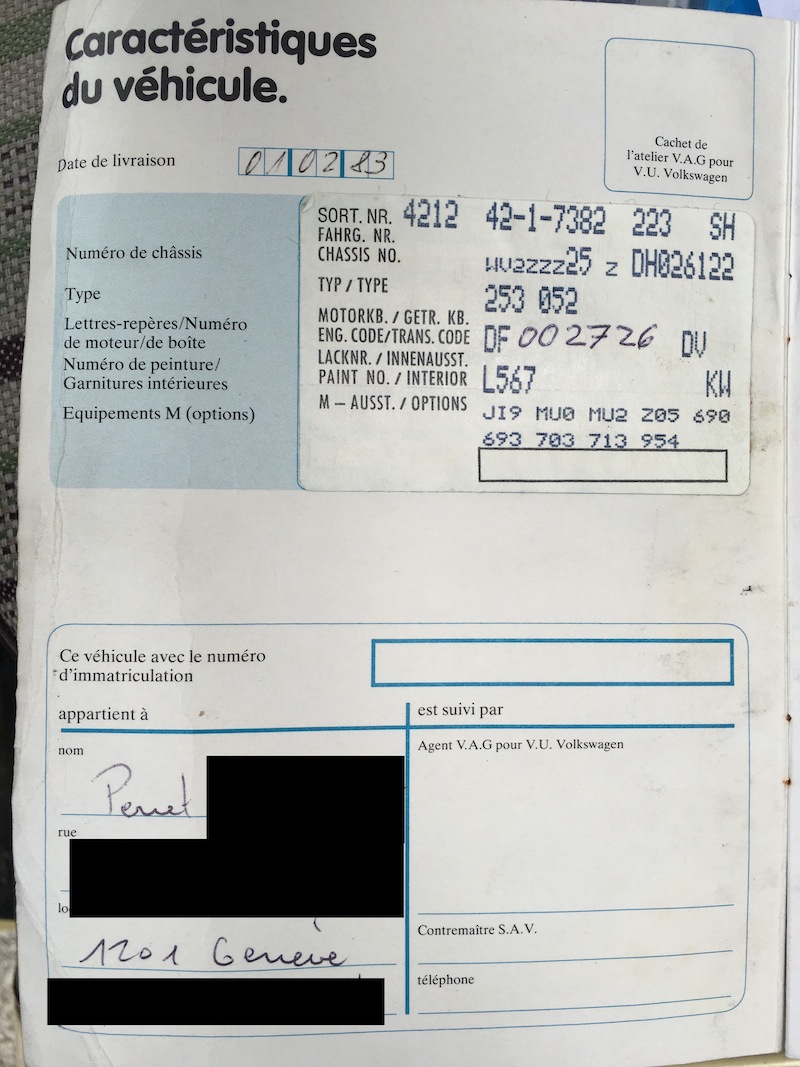 Caractéristiques
du véhicule.
Cachet de
l'atelier V.A.G pour
V.U. Volkswagen
Date de livraison 01 02 83
SORT. NR. 4212 42-1-7382 223 SH
FAHRG. NR.
Numéro de châssis CHASSIS NO. WV2ZZZ25 Z DH026122
Type TYP / TYPE 253 052
Lettres-repères/Numéro MOTORKB. / GETR. KB.
de moteur/de boîte ENG. CODE/TRANS. CODE DF 002726 DV
Numéro de peinture/ LACKNR. / INNENAUSST.
Garnitures intérieures PAINT NO. / INTERIOR L567 KW
Equipements M (options) M – AUSST. / OPTIONS JI9 MU0 MU2 Z05 690
693 703 713 954
Ce véhicule avec le numéro
d'immatriculation
appartient à est suivi par
nom Agent V.A.G pour V.U. Volkswagen
Perret
rue
lo
Contremaître S.A.V.
1201 Genève
téléphone